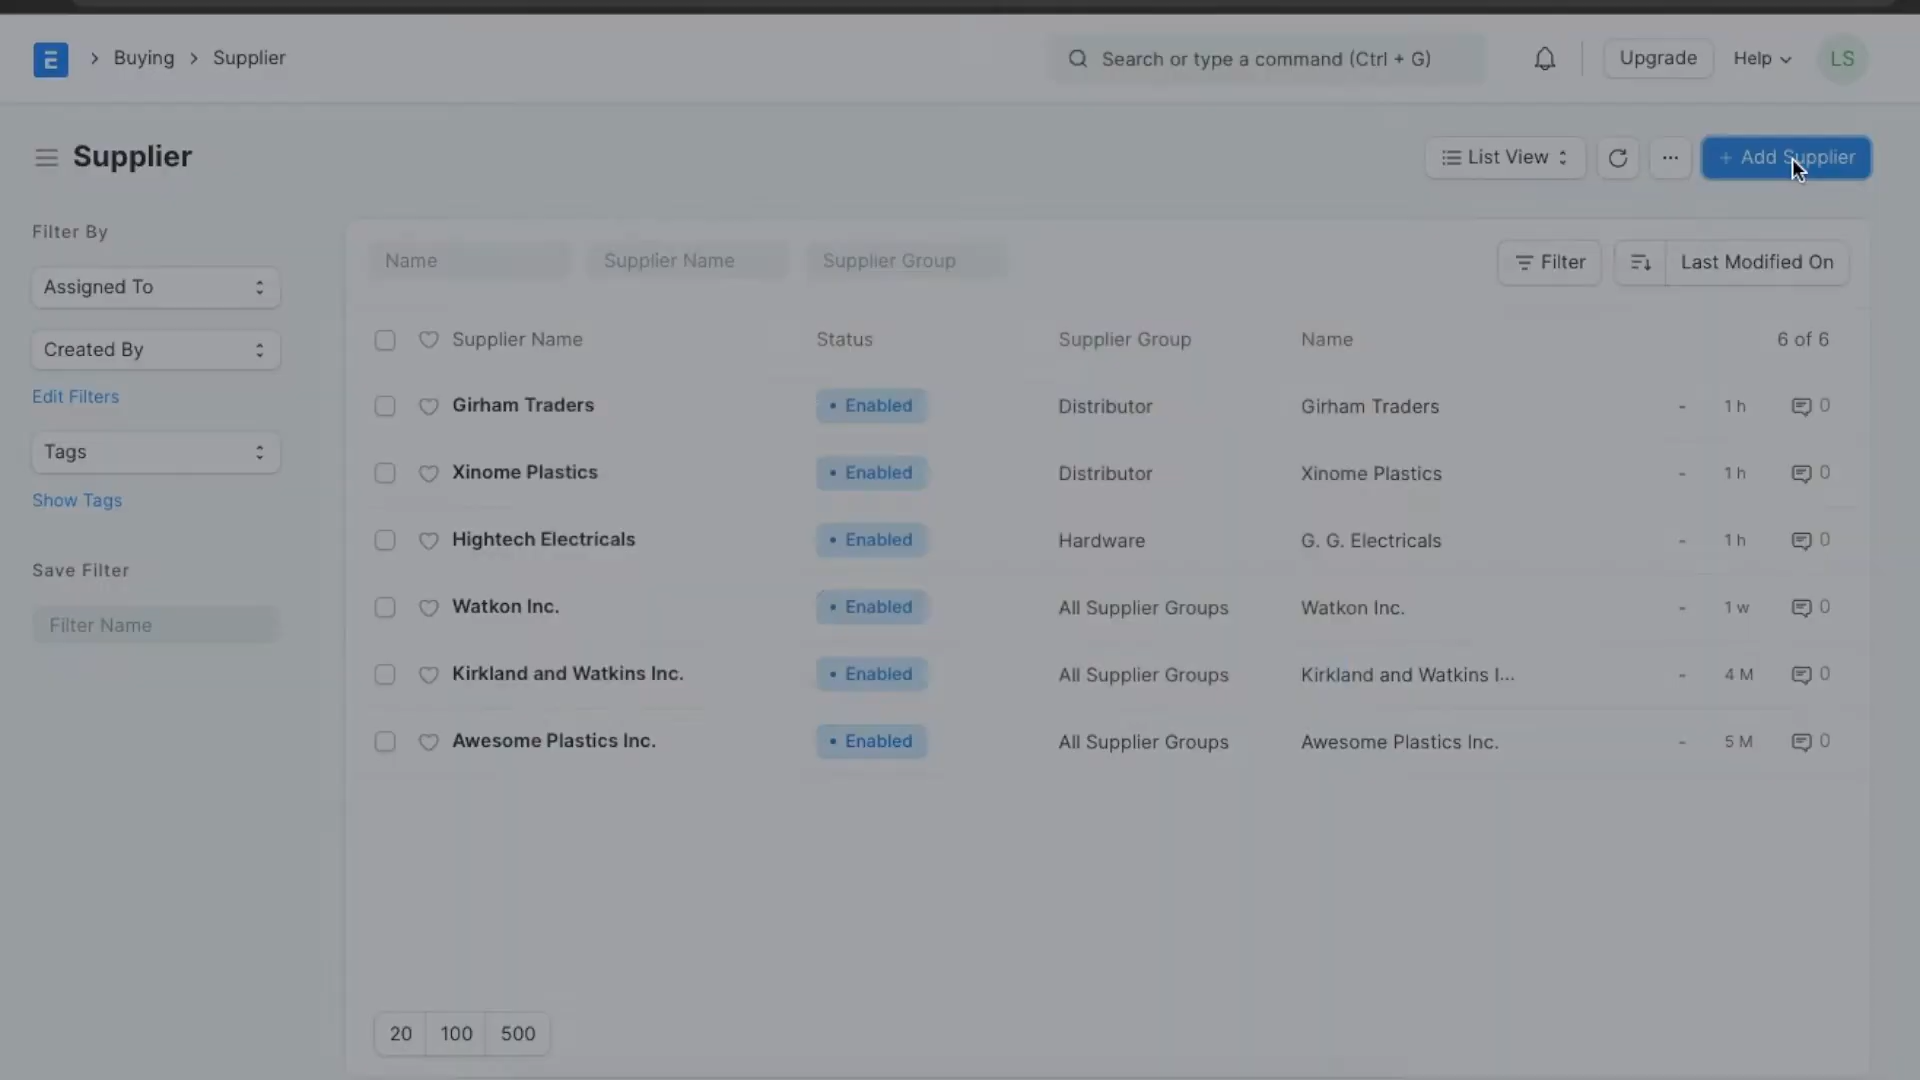 E > Buying > Supplier
Search or type a command (Ctrl + G)
Upgrade
Help
LS
Supplier
List View
...
+ Add Supplier
Filter By
Assigned To
Created By
Edit Filters
Tags
Show Tags
Save Filter
Filter Name
Name Supplier Name Supplier Group
Filter
Last Modified On
Supplier Name Status Supplier Group Name 6 of 6
Girham Traders • Enabled Distributor Girham Traders - 1 h 0
Xinome Plastics • Enabled Distributor Xinome Plastics - 1 h 0
Hightech Electricals • Enabled Hardware G. G. Electricals - 1 h 0
Watkon Inc. • Enabled All Supplier Groups Watkon Inc. - 1 w 0
Kirkland and Watkins Inc. • Enabled All Supplier Groups Kirkland and Watkins I... - 4 M 0
Awesome Plastics Inc. • Enabled All Supplier Groups Awesome Plastics Inc. - 5 M 0
20 100 500